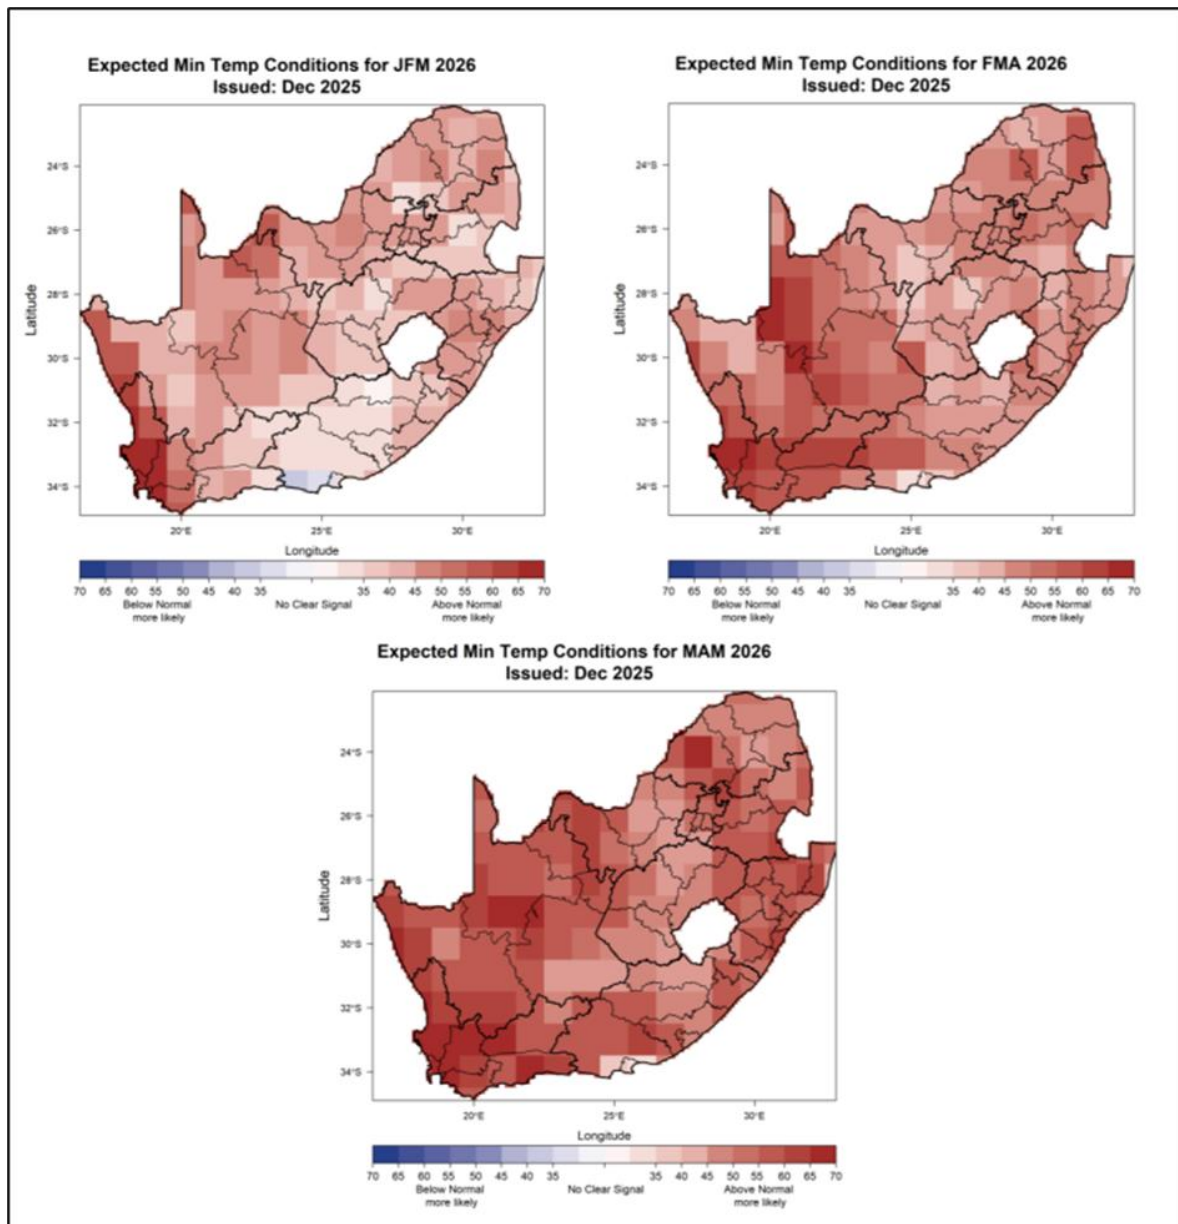 Expected Min Temp Conditions for JFM 2026
Issued: Dec 2025
Latitude
24°S
26°S
28°S
30°S
32°S
34°S
20°E 25°E 30°E
Longitude
70 65 60 55 50 45 40 35 35 40 45 50 55 60 65 70
Below Normal No Clear Signal Above Normal
more likely more likely
Expected Min Temp Conditions for FMA 2026
Issued: Dec 2025
Latitude
24°S
26°S
28°S
30°S
32°S
34°S
20°E 25°E 30°E
Longitude
70 65 60 55 50 45 40 35 35 40 45 50 55 60 65 70
Below Normal No Clear Signal Above Normal
more likely more likely
Expected Min Temp Conditions for MAM 2026
Issued: Dec 2025
Latitude
24°S
26°S
28°S
30°S
32°S
34°S
20°E 25°E 30°E
Longitude
70 65 60 55 50 45 40 35 35 40 45 50 55 60 65 70
Below Normal No Clear Signal Above Normal
more likely more likely